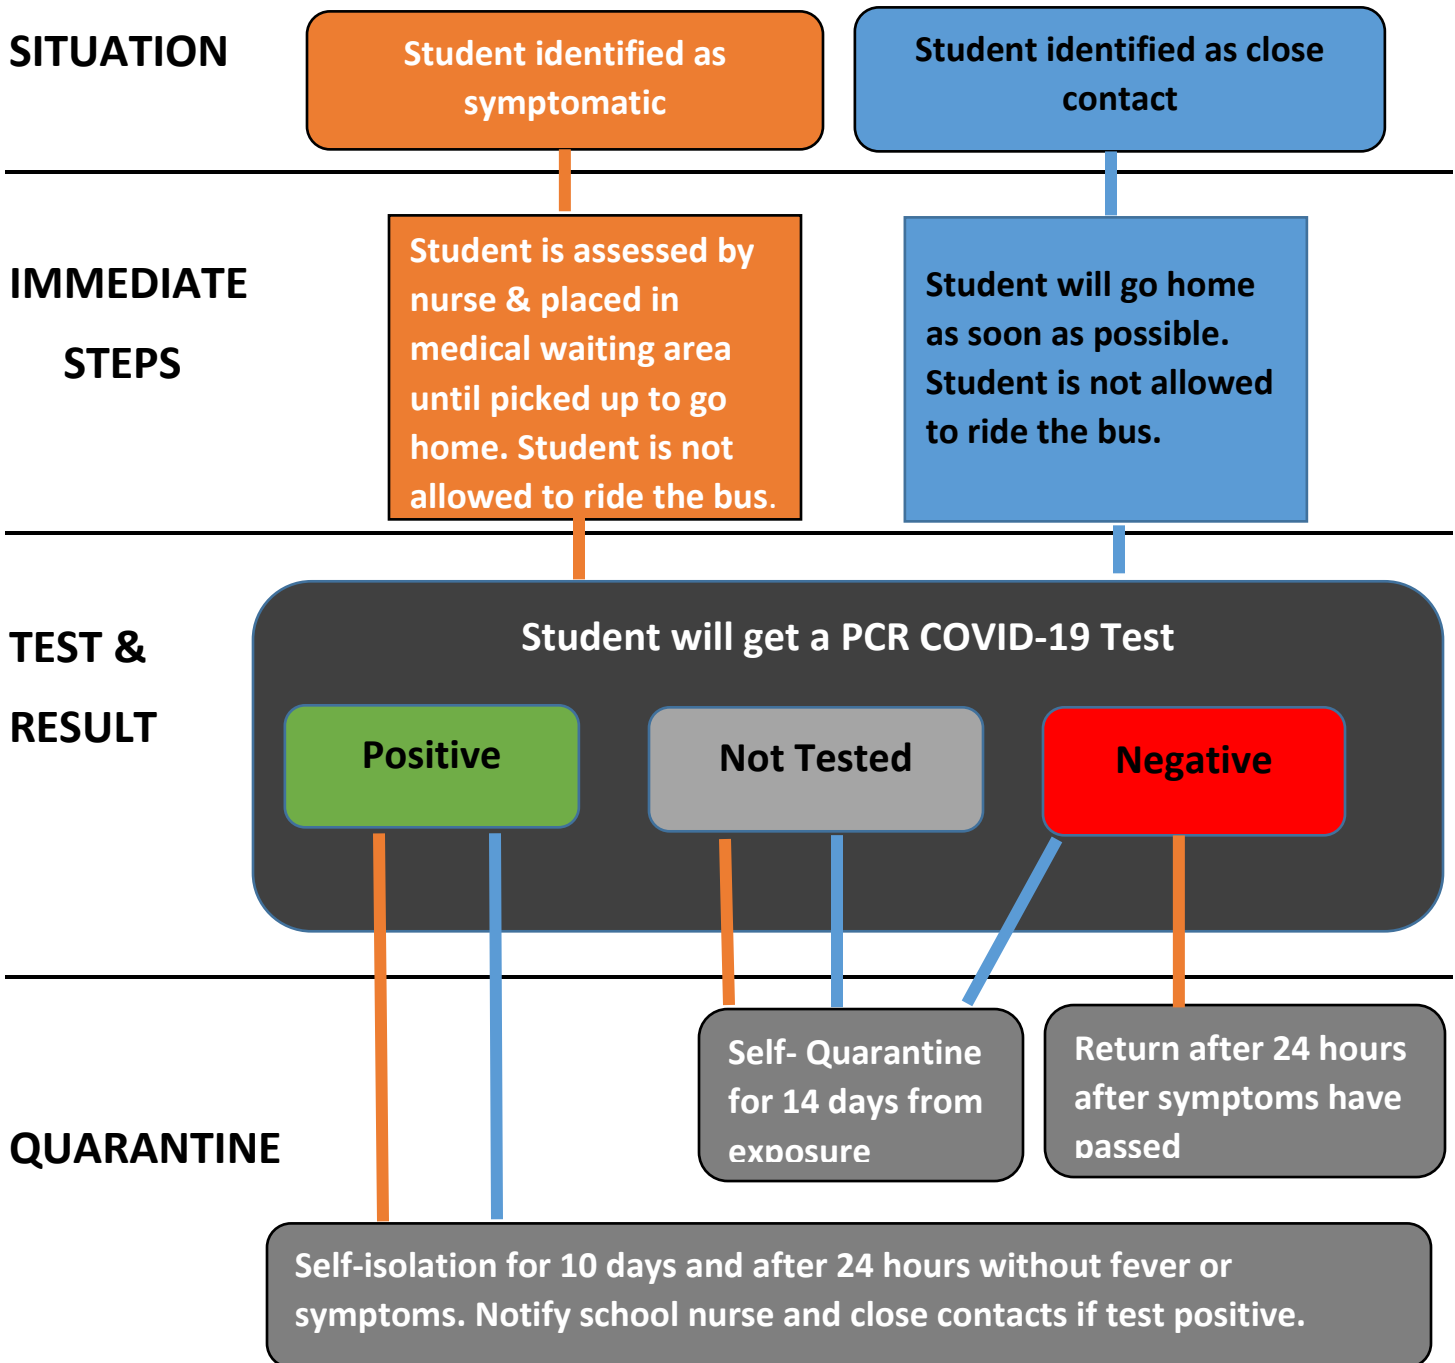 SITUATION
Student identified as
symptomatic
Student identified as close
contact
IMMEDIATE
STEPS
Student is assessed by
nurse & placed in
medical waiting area
until picked up to go
home. Student is not
allowed to ride the bus.
Student will go home
as soon as possible.
Student is not allowed
to ride the bus.
TEST &
RESULT
Student will get a PCR COVID-19 Test
Positive
Not Tested
Negative
QUARANTINE
Self- Quarantine
for 14 days from
exposure
Return after 24 hours
after symptoms have
passed
Self-isolation for 10 days and after 24 hours without fever or
symptoms. Notify school nurse and close contacts if test positive.